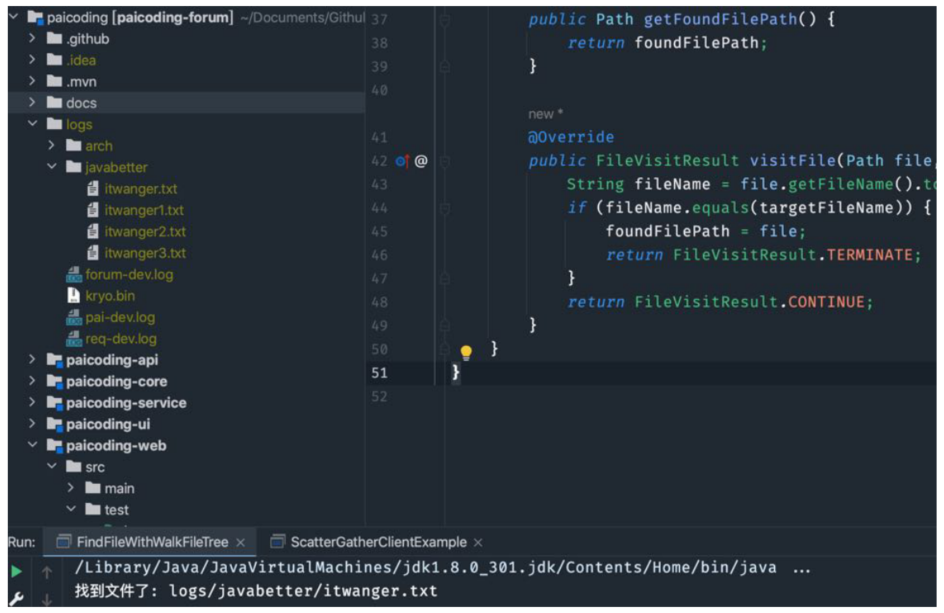 paicoding [paicoding-forum] ~/Documents/Githu
.github
.idea
.mvn
docs
logs
arch
javabetter
itwanger.txt
itwanger1.txt
itwanger2.txt
itwanger3.txt
forum-dev.log
kryo.bin
pai-dev.log
req-dev.log
paicoding-api
paicoding-core
paicoding-service
paicoding-ui
paicoding-web
src
main
test
37 public Path getFoundFilePath() {
38 return foundFilePath;
39 }
40
new *
41 @Override
42 @ public FileVisitResult visitFile(Path file,
43 String fileName = file.getFileName().to
44 if (fileName.equals(targetFileName)) {
45 foundFilePath = file;
46 return FileVisitResult.TERMINATE;
47 }
48 return FileVisitResult.CONTINUE;
49 }
50 }
51 }
52
Run: FindFileWithWalkFileTree × ScatterGatherClientExample ×
/Library/Java/JavaVirtualMachines/jdk1.8.0_301.jdk/Contents/Home/bin/java ...
找到文件了: logs/javabetter/itwanger.txt